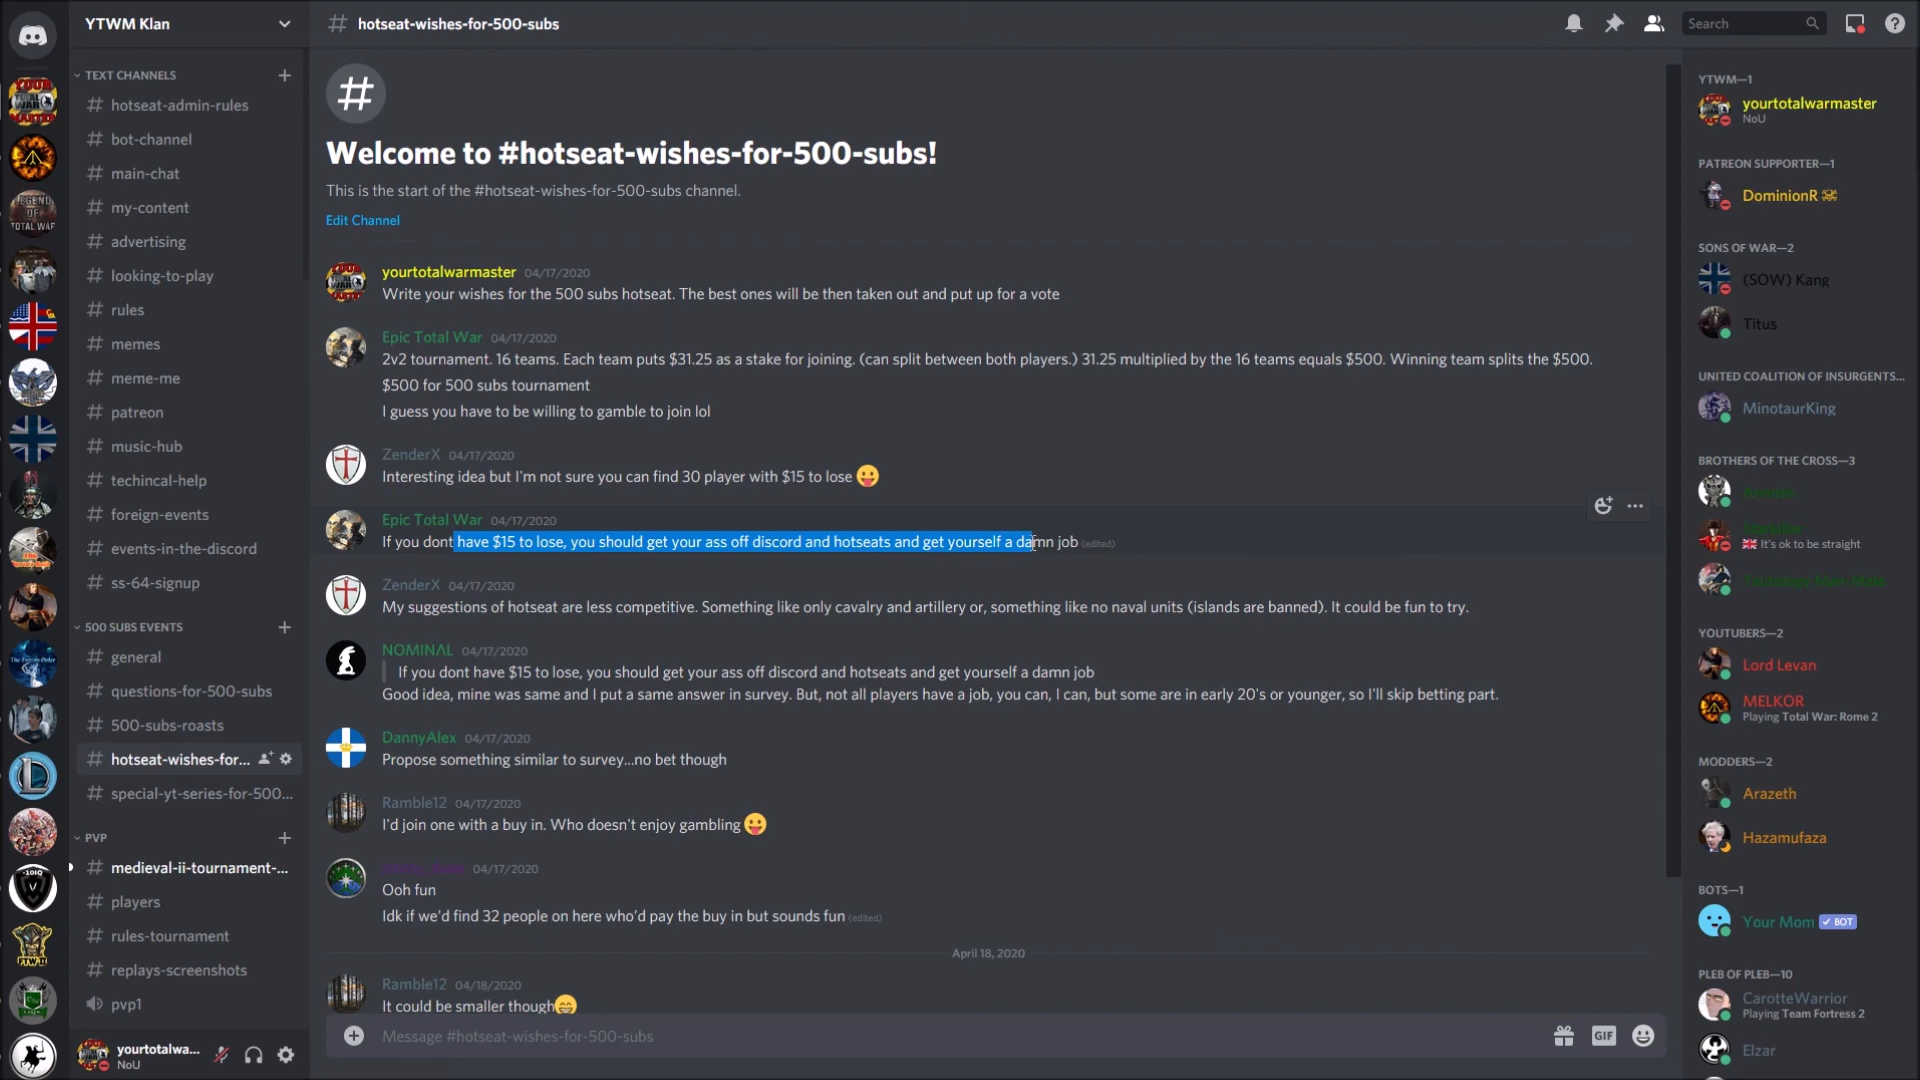 YTWM Klan
TEXT CHANNELS
hotseat-admin-rules
bot-channel
main-chat
my-content
advertising
looking-to-play
rules
memes
meme-me
patreon
music-hub
techincal-help
foreign-events
events-in-the-discord
ss-64-signup
500 SUBS EVENTS
general
questions-for-500-subs
500-subs-roasts
hotseat-wishes-for...
special-yt-series-for-500...
PVP
medieval-ii-tournament-...
players
rules-tournament
replays-screenshots
pvp1
yourtotalwa...
NoU
hotseat-wishes-for-500-subs
Search
Welcome to #hotseat-wishes-for-500-subs!
This is the start of the #hotseat-wishes-for-500-subs channel.
Edit Channel
yourtotalwarmaster 04/17/2020
Write your wishes for the 500 subs hotseat. The best ones will be then taken out and put up for a vote
Epic Total War 04/17/2020
2v2 tournament. 16 teams. Each team puts $31.25 as a stake for joining. (can split between both players.) 31.25 multiplied by the 16 teams equals $500. Winning team splits the $500.
$500 for 500 subs tournament
I guess you have to be willing to gamble to join lol
ZenderX 04/17/2020
Interesting idea but I'm not sure you can find 30 player with $15 to lose 😛
Epic Total War 04/17/2020
If you dont have $15 to lose, you should get your ass off discord and hotseats and get yourself a damn job (edited)
ZenderX 04/17/2020
My suggestions of hotseat are less competitive. Something like only cavalry and artillery or, something like no naval units (islands are banned). It could be fun to try.
NOMINAL 04/17/2020
If you dont have $15 to lose, you should get your ass off discord and hotseats and get yourself a damn job
Good idea, mine was same and I put a same answer in survey. But, not all players have a job, you can, I can, but some are in early 20's or younger, so I'll skip betting part.
DannyAlex 04/17/2020
Propose something similar to survey...no bet though
Ramble12 04/17/2020
I'd join one with a buy in. Who doesn't enjoy gambling 😛
04/17/2020
Ooh fun
Idk if we'd find 32 people on here who'd pay the buy in but sounds fun (edited)
April 18, 2020
Ramble12 04/18/2020
It could be smaller though😄
Message #hotseat-wishes-for-500-subs
GIF
YTWM—1
yourtotalwarmaster
NoU
PATREON SUPPORTER—1
DominionR
SONS OF WAR—2
(SOW) Kang
Titus
UNITED COALITION OF INSURGENTS...
MinotaurKing
BROTHERS OF THE CROSS—3
It's ok to be straight
YOUTUBERS—2
Lord Levan
MELKOR
Playing Total War: Rome 2
MODDERS—2
Arazeth
Hazamufaza
BOTS—1
Your Mom ✓ BOT
PLEB OF PLEB—10
CarotteWarrior
Playing Team Fortress 2
Elzar